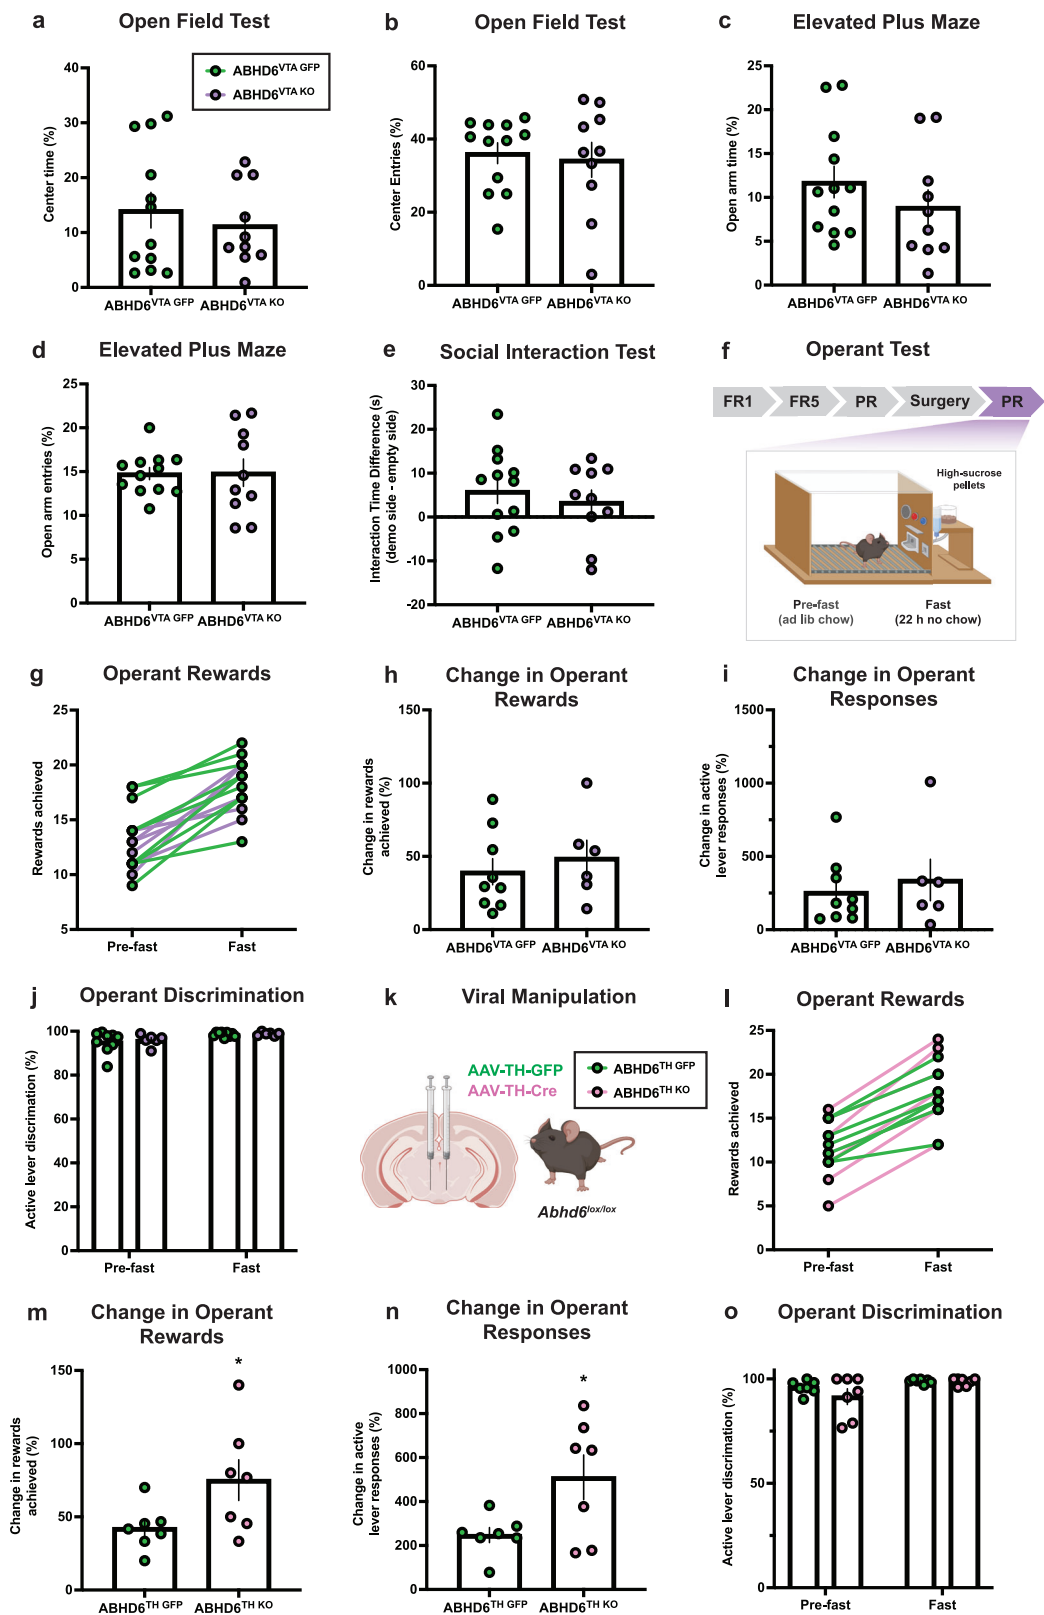 a Open Field Test
Center time (%)
40
30
20
10
0
ABHD6VTA GFP
ABHD6VTA KO
ABHD6VTA GFP ABHD6VTA KO
b Open Field Test
Center Entries (%)
60
40
20
0
ABHD6VTA GFP ABHD6VTA KO
c Elevated Plus Maze
Open arm time (%)
25
20
15
10
5
0
ABHD6VTA GFP ABHD6VTA KO
d Elevated Plus Maze
Open arm entries (%)
25
20
15
10
5
0
ABHD6VTA GFP ABHD6VTA KO
e Social Interaction Test
Interaction Time Difference (s)
(demo side - empty side)
30
20
10
0
-10
-20
ABHD6VTA GFP ABHD6VTA KO
f Operant Test
FR1 FR5 PR Surgery PR
High-sucrose
pellets
Pre-fast Fast
(ad lib chow) (22 h no chow)
g Operant Rewards
Rewards achieved
25
20
15
10
5
Pre-fast Fast
h Change in Operant
Rewards
Change in rewards
achieved (%)
150
100
50
0
ABHD6VTA GFP ABHD6VTA KO
i Change in Operant
Responses
Change in active
lever responses (%)
1500
1000
500
0
ABHD6VTA GFP ABHD6VTA KO
j Operant Discrimination
Active lever discrimination (%)
100
80
60
40
20
0
Pre-fast Fast
k Viral Manipulation
AAV-TH-GFP
AAV-TH-Cre
ABHD6TH GFP
ABHD6TH KO
Abhd6lox/lox
l Operant Rewards
Rewards achieved
25
20
15
10
5
0
Pre-fast Fast
m Change in Operant
Rewards
Change in rewards
achieved (%)
150
100
50
0
*
ABHD6TH GFP ABHD6TH KO
n Change in Operant
Responses
Change in active
lever responses (%)
1000
800
600
400
200
0
*
ABHD6TH GFP ABHD6TH KO
o Operant Discrimination
Active lever discrimination (%)
100
50
0
Pre-fast Fast